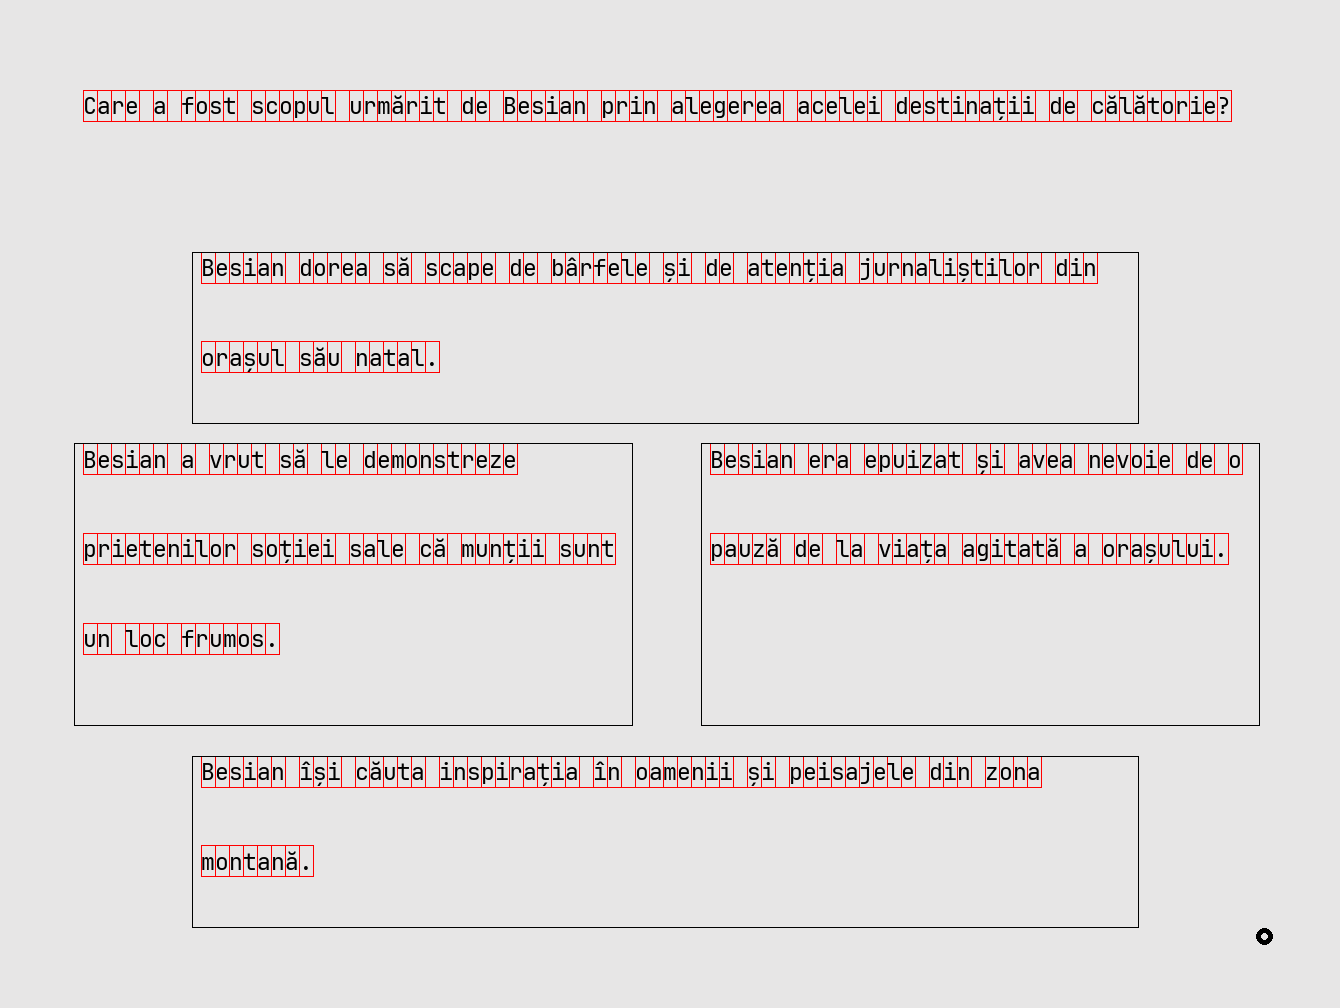 Care a fost scopul urmărit de Besian prin alegerea acelei destinații de călătorie?
Besian dorea să scape de bârfele și de atenția jurnaliștilor din
orașul său natal.
Besian a vrut să le demonstreze
prietenilor soției sale că munții sunt
un loc frumos.
Besian era epuizat și avea nevoie de o
pauză de la viața agitată a orașului.
Besian își căuta inspirația în oamenii și peisajele din zona
montană.